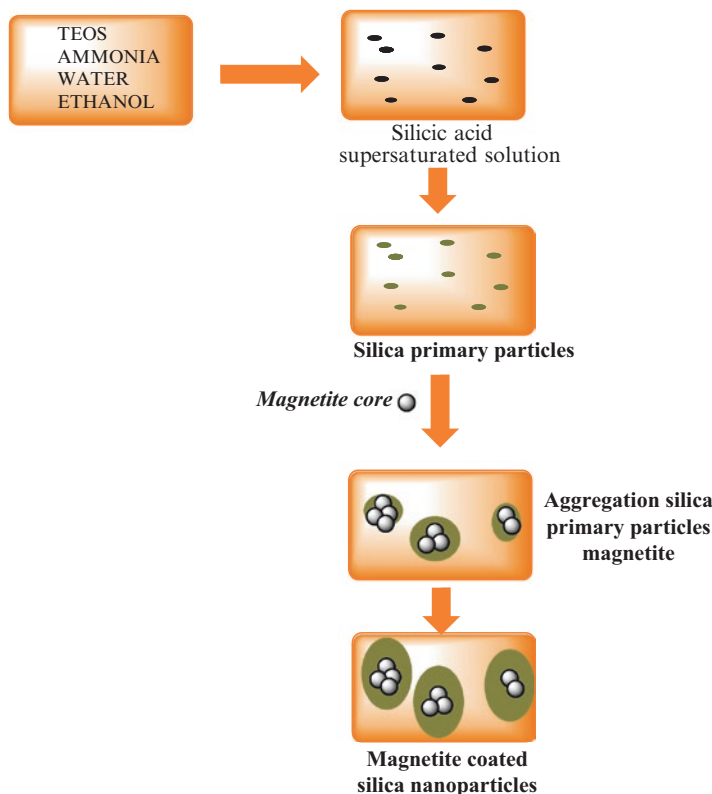 TEOS
AMMONIA
WATER
ETHANOL
Silicic acid
supersaturated solution
Silica primary particles
Magnetite core
Aggregation silica
primary particles
magnetite
Magnetite coated
silica nanoparticles